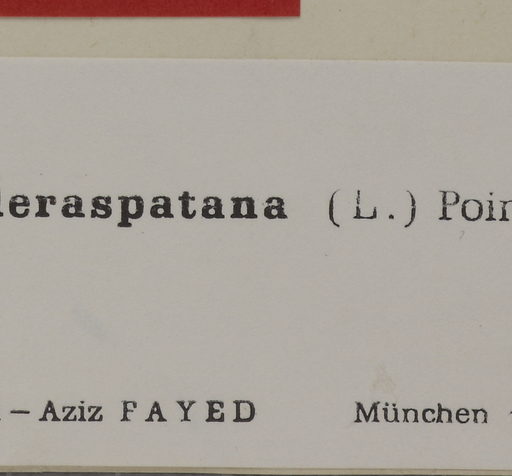 leraspatana (L.) Poir
– Aziz FAYED München